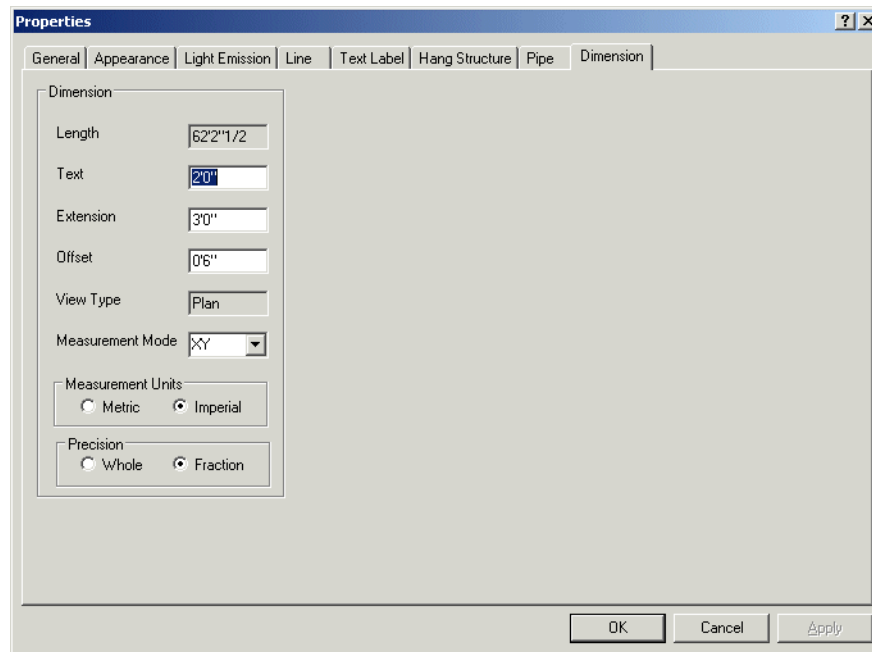 Properties
General Appearance Light Emission Line Text Label Hang Structure Pipe Dimension
Dimension
Length 62'2"1/2
Text 2'0"
Extension 3'0"
Offset 0'6"
View Type Plan
Measurement Mode XY
Measurement Units
Metric Imperial
Precision
Whole Fraction
OK Cancel Apply